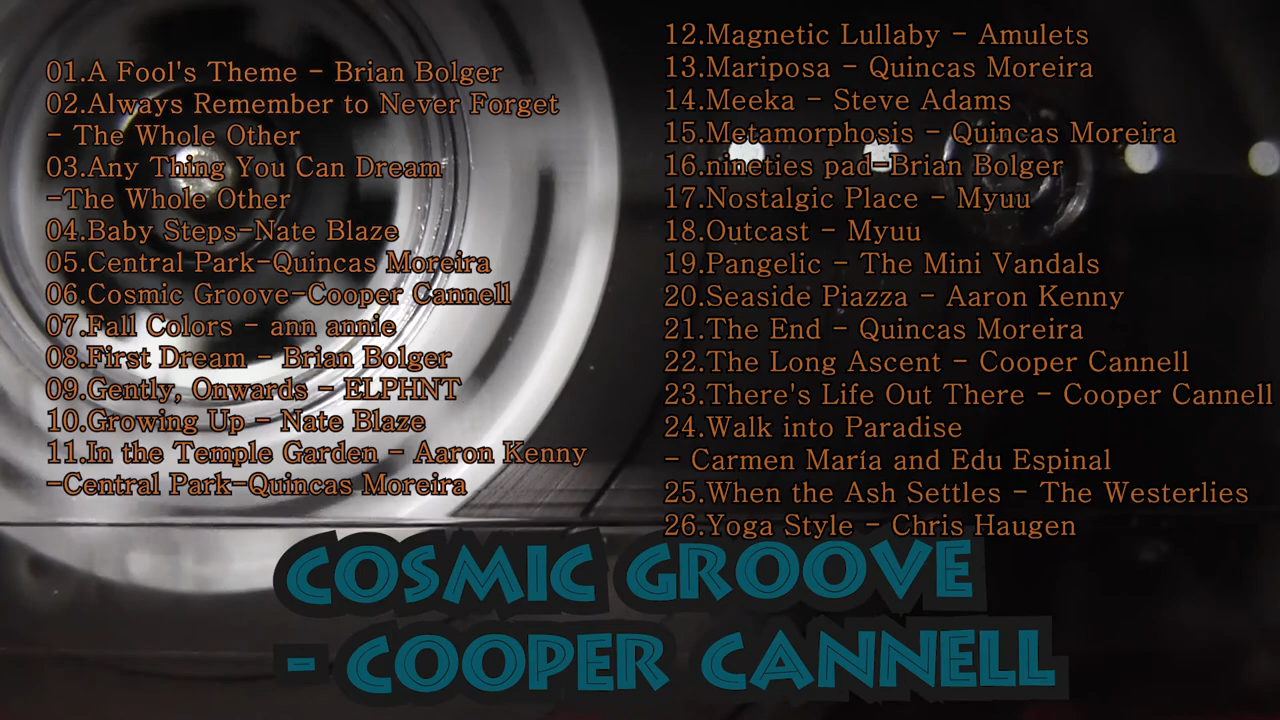 01.A Fool's Theme - Brian Bolger
02.Always Remember to Never Forget
- The Whole Other
03.Any Thing You Can Dream
-The Whole Other
04.Baby Steps-Nate Blaze
05.Central Park-Quincas Moreira
06.Cosmic Groove-Cooper Cannell
07.Fall Colors - ann annie
08.First Dream - Brian Bolger
09.Gently, Onwards - ELPHNT
10.Growing Up - Nate Blaze
11.In the Temple Garden - Aaron Kenny
-Central Park-Quincas Moreira
12.Magnetic Lullaby - Amulets
13.Mariposa - Quincas Moreira
14.Meeka - Steve Adams
15.Metamorphosis - Quincas Moreira
16.nineties pad-Brian Bolger
17.Nostalgic Place - Myuu
18.Outcast - Myuu
19.Pangelic - The Mini Vandals
20.Seaside Piazza - Aaron Kenny
21.The End - Quincas Moreira
22.The Long Ascent - Cooper Cannell
23.There's Life Out There - Cooper Cannell
24.Walk into Paradise
- Carmen María and Edu Espinal
25.When the Ash Settles - The Westerlies
26.Yoga Style - Chris Haugen
COSMIC GROOVE
- COOPER CANNELL